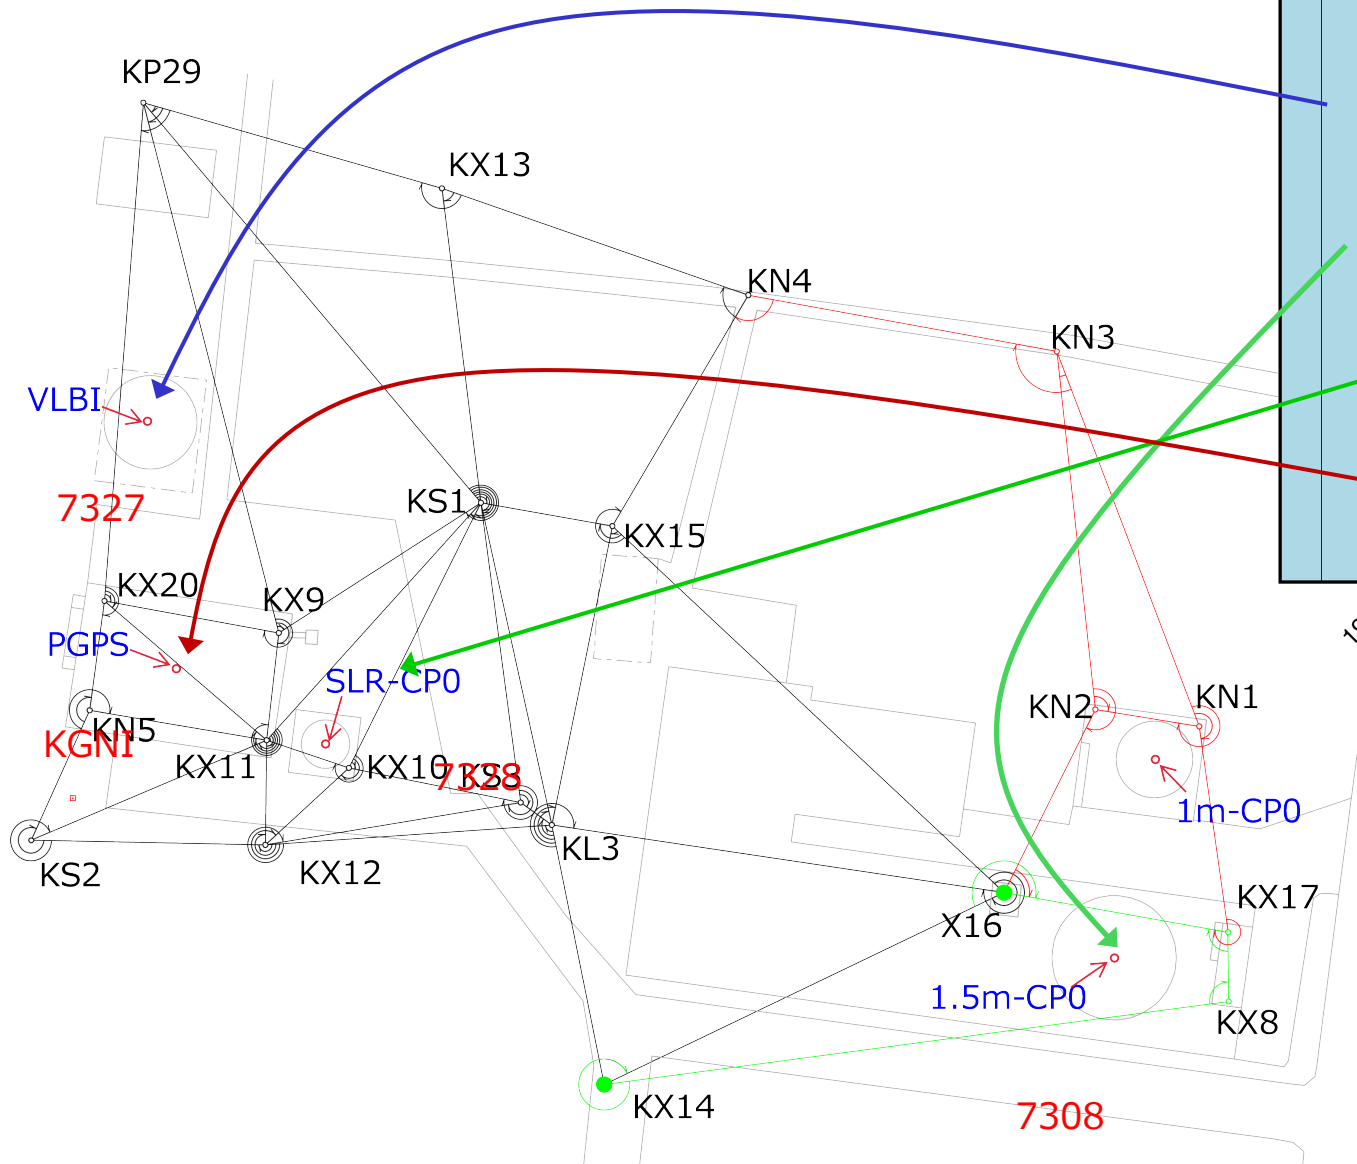 KP29
KX13
KN4
KN3
VLBI
7327
KS1
KX15
KX20
KX9
PGPS
SLR-CP0
KN5
KGNI
KX11
KX10
7328
KN2
KN1
1m-CP0
KS2
KX12
KL3
X16
KX17
1.5m-CP0
KX8
KX14
7308